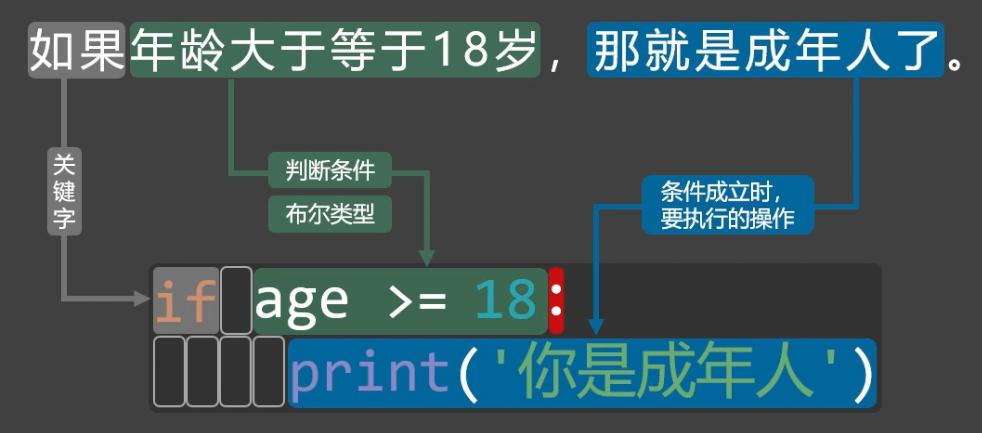 如果年龄大于等于18岁，那就是成年人了。
关键字
判断条件
布尔类型
条件成立时，
要执行的操作
if age >= 18:
    print('你是成年人')